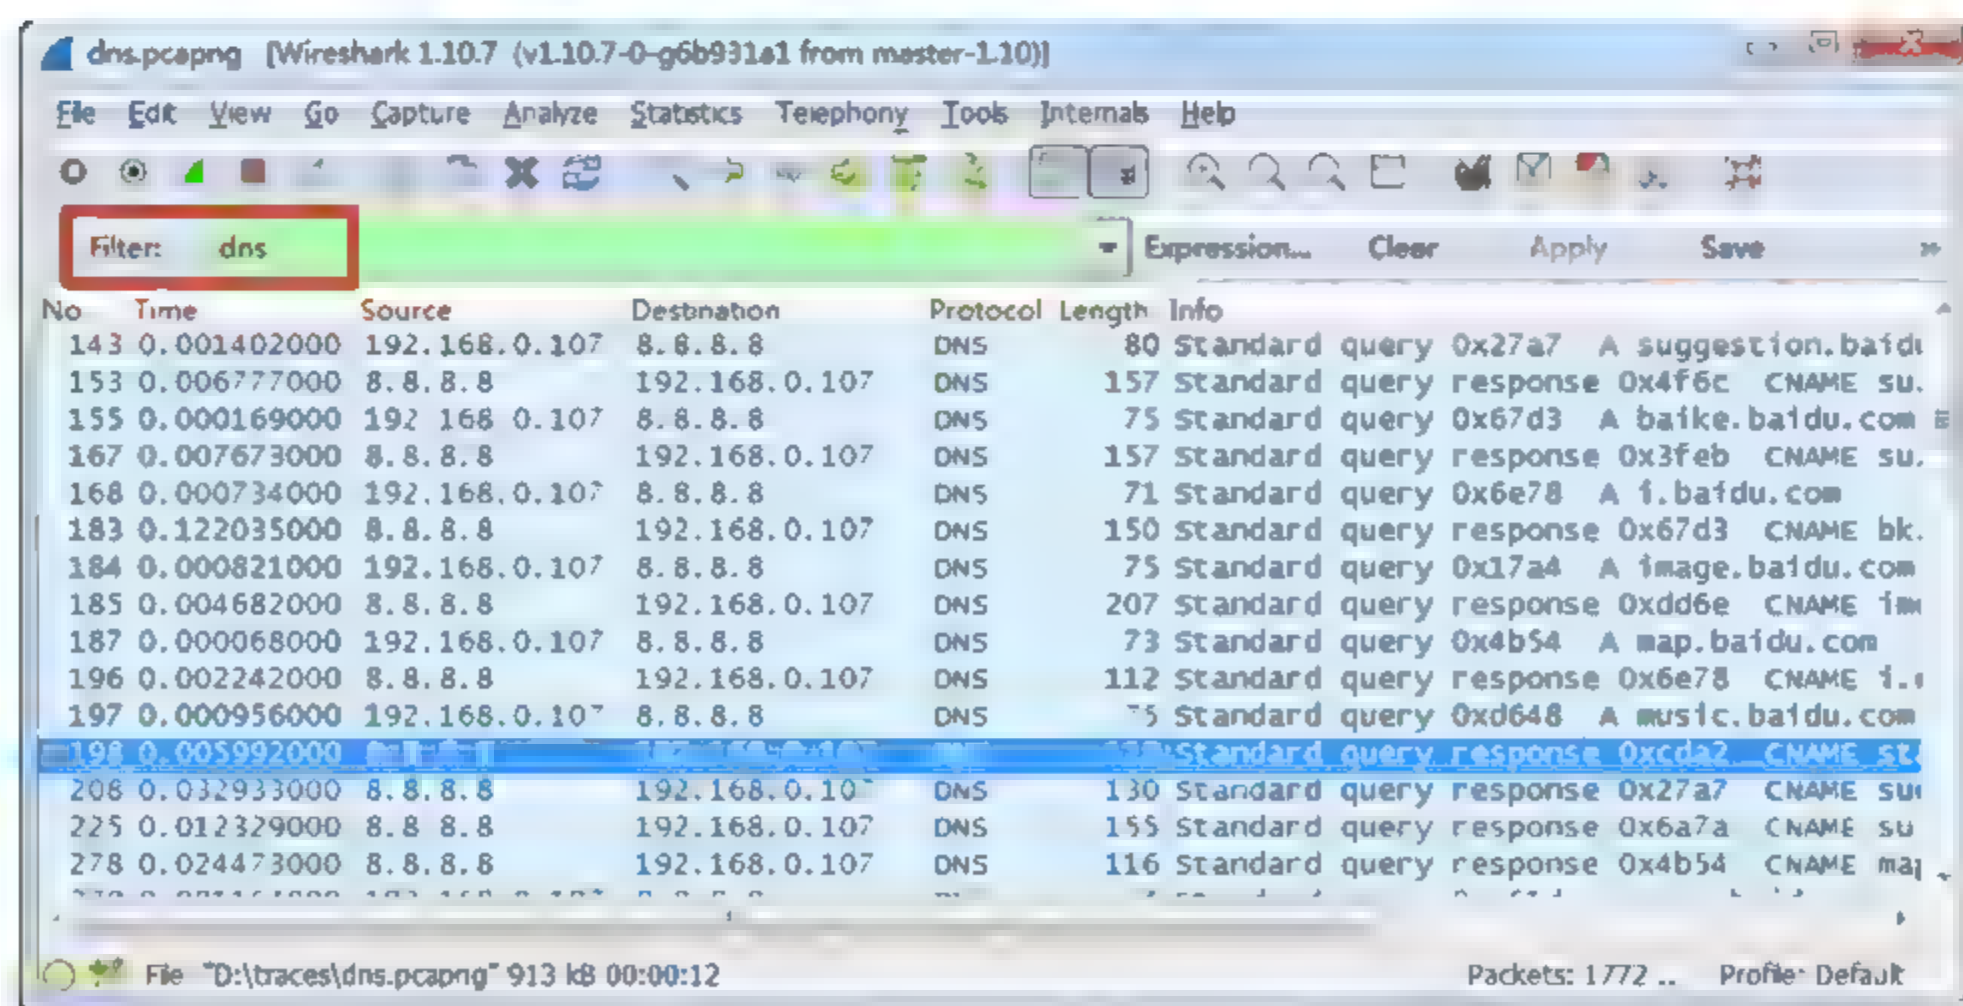 dns.pcapng [Wireshark 1.10.7 (v1.10.7-0-g6b931a1 from master-1.10)]
File Edit View Go Capture Analyze Statistics Telephony Tools Internals Help
Filter: dns Expression... Clear Apply Save »
No Time Source Destination Protocol Length Info
143 0.001402000 192.168.0.107 8.8.8.8 DNS 80 Standard query 0x27a7 A suggestion.baidu
153 0.006777000 8.8.8.8 192.168.0.107 DNS 157 Standard query response 0x4f6c CNAME su.
155 0.000169000 192 168 0.107 8.8.8.8 DNS 75 Standard query 0x67d3 A baike.baidu.com
167 0.007673000 8.8.8.8 192.168.0.107 DNS 157 Standard query response 0x3feb CNAME su.
168 0.000734000 192.168.0.107 8.8.8.8 DNS 71 Standard query 0x6e78 A i.baidu.com
183 0.122035000 8.8.8.8 192.168.0.107 DNS 150 Standard query response 0x67d3 CNAME bk.
184 0.000821000 192.168.0.107 8.8.8.8 DNS 75 Standard query 0x17a4 A image.baidu.com
185 0.004682000 8.8.8.8 192.168.0.107 DNS 207 Standard query response 0xdd6e CNAME im
187 0.000068000 192.168.0.107 8.8.8.8 DNS 73 Standard query 0x4b54 A map.baidu.com
196 0.002242000 8.8.8.8 192.168.0.107 DNS 112 Standard query response 0x6e78 CNAME i.
197 0.000956000 192.168.0.107 8.8.8.8 DNS 75 Standard query 0xd648 A music.baidu.com
198 0.005992000 Standard query response 0xcda2 CNAME st
208 0.032933000 8.8.8.8 192.168.0.107 DNS 130 Standard query response 0x27a7 CNAME su
225 0.012329000 8.8 8.8 192.168.0.107 DNS 155 Standard query response 0x6a7a CNAME su
278 0.024473000 8.8.8.8 192.168.0.107 DNS 116 Standard query response 0x4b54 CNAME map
File "D:\traces\dns.pcapng" 913 kB 00:00:12 Packets: 1772 ... Profile: Default